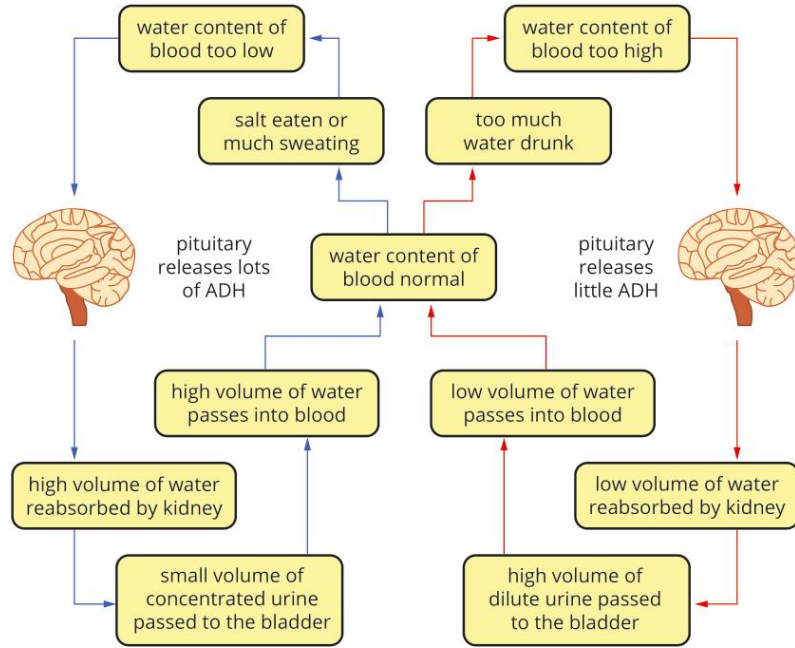 water content of
blood too low
water content of
blood too high
salt eaten or
much sweating
too much
water drunk
pituitary
releases lots
of ADH
water content of
blood normal
pituitary
releases
little ADH
high volume of water
passes into blood
low volume of water
passes into blood
high volume of water
reabsorbed by kidney
low volume of water
reabsorbed by kidney
small volume of
concentrated urine
passed to the bladder
high volume of
dilute urine passed
to the bladder